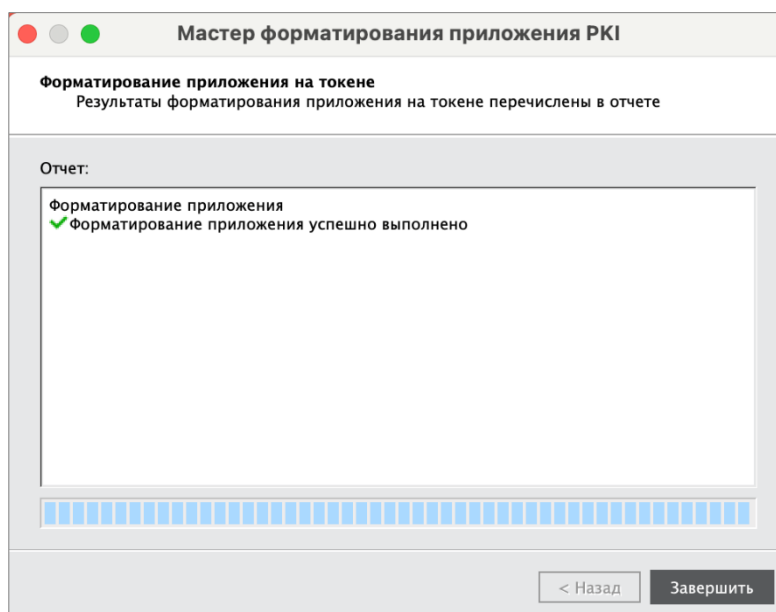 Мастер форматирования приложения PKI
Форматирование приложения на токене
Результаты форматирования приложения на токене перечислены в отчете
Отчет:
Форматирование приложения
Форматирование приложения успешно выполнено
< Назад
Завершить